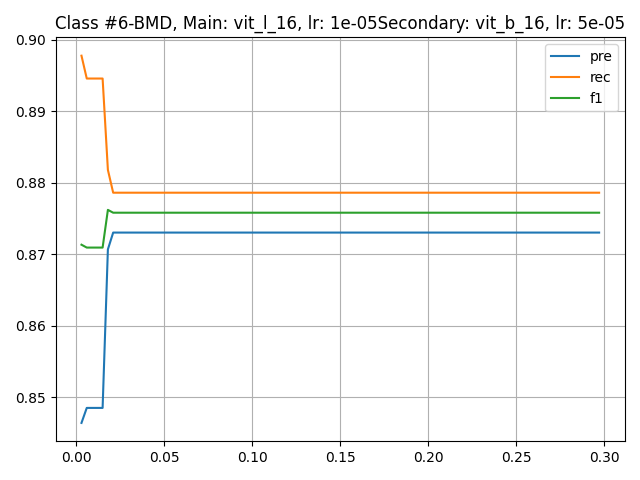 Class #6-BMD, Main: vit_l_16, lr: 1e-05Secondary: vit_b_16, lr: 5e-05
0.90
0.89
0.88
0.87
0.86
0.85
pre
rec
f1
0.00 0.05 0.10 0.15 0.20 0.25 0.30